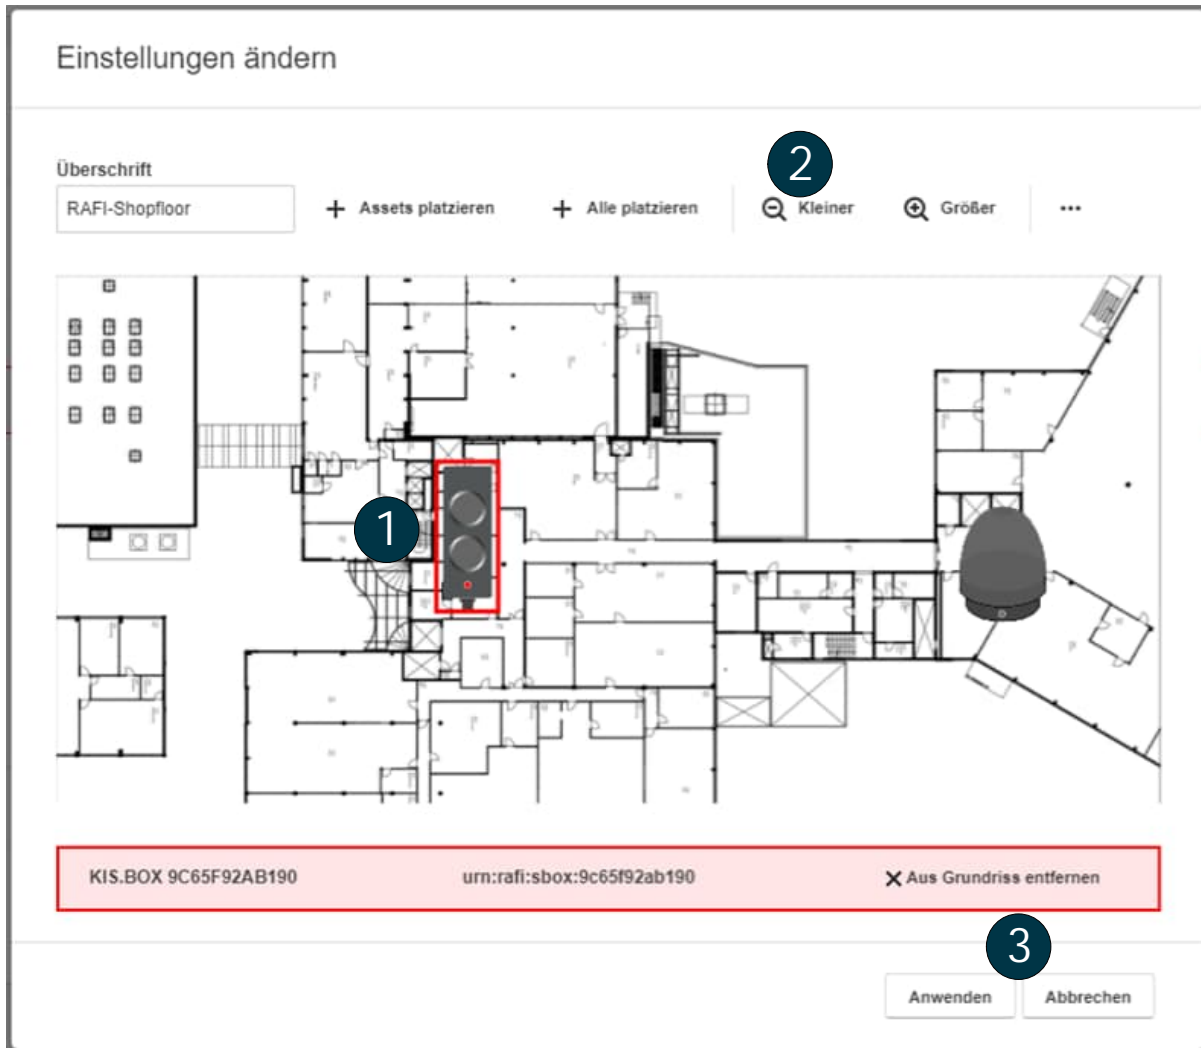 Einstellungen ändern
Überschrift
2
RAFI-Shopfloor
Assets platzieren
Alle platzieren
Kleiner
Größer
...
1
KIS.BOX 9C65F92AB190
urn:rafi:sbox:9c65f92ab190
Aus Grundriss entfernen
3
Anwenden
Abbrechen